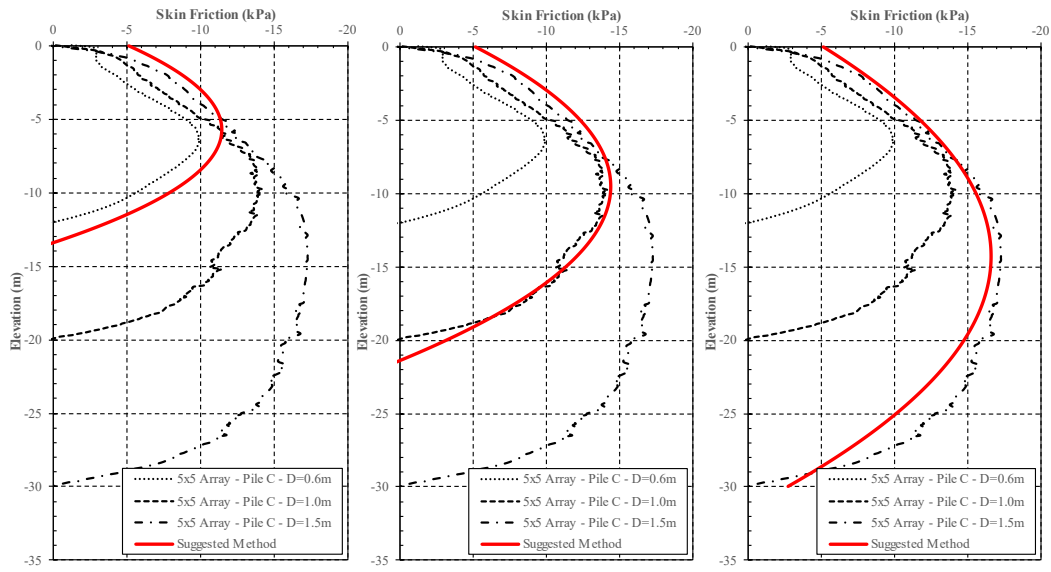 Skin Friction (kPa)
0 -5 -10 -15 -20
Elevation (m)
0
-5
-10
-15
-20
-25
-30
-35
5x5 Array - Pile C - D=0.6m
5x5 Array - Pile C - D=1.0m
5x5 Array - Pile C - D=1.5m
Suggested Method
Skin Friction (kPa)
0 -5 -10 -15 -20
Elevation (m)
0
-5
-10
-15
-20
-25
-30
-35
5x5 Array - Pile C - D=0.6m
5x5 Array - Pile C - D=1.0m
5x5 Array - Pile C - D=1.5m
Suggested Method
Skin Friction (kPa)
0 -5 -10 -15 -20
Elevation (m)
0
-5
-10
-15
-20
-25
-30
-35
5x5 Array - Pile C - D=0.6m
5x5 Array - Pile C - D=1.0m
5x5 Array - Pile C - D=1.5m
Suggested Method